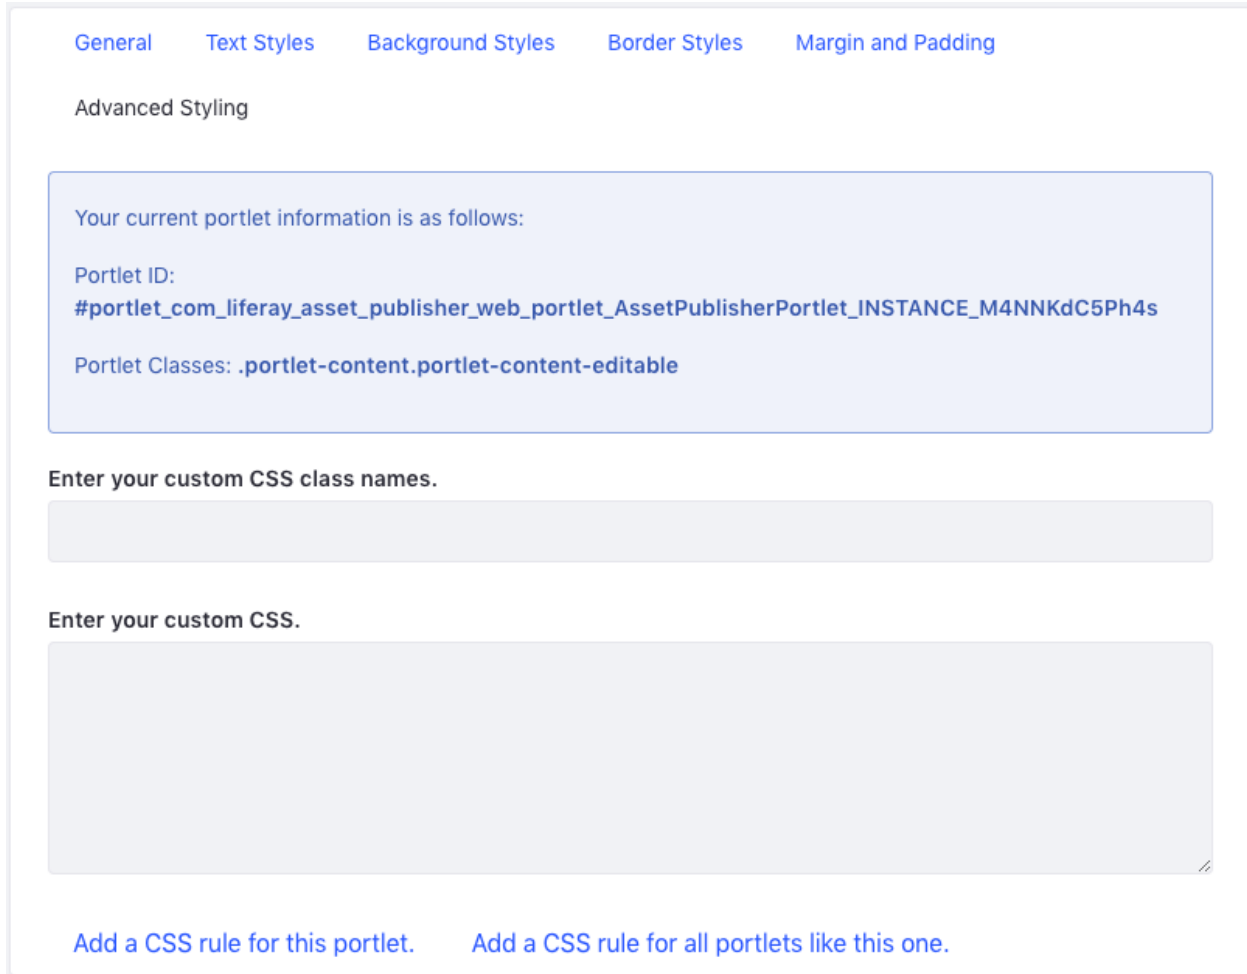 General Text Styles Background Styles Border Styles Margin and Padding
Advanced Styling
Your current portlet information is as follows:
Portlet ID:
#portlet_com_liferay_asset_publisher_web_portlet_AssetPublisherPortlet_INSTANCE_M4NNKdC5Ph4s
Portlet Classes: .portlet-content.portlet-content-editable
Enter your custom CSS class names.
Enter your custom CSS.
Add a CSS rule for this portlet. Add a CSS rule for all portlets like this one.